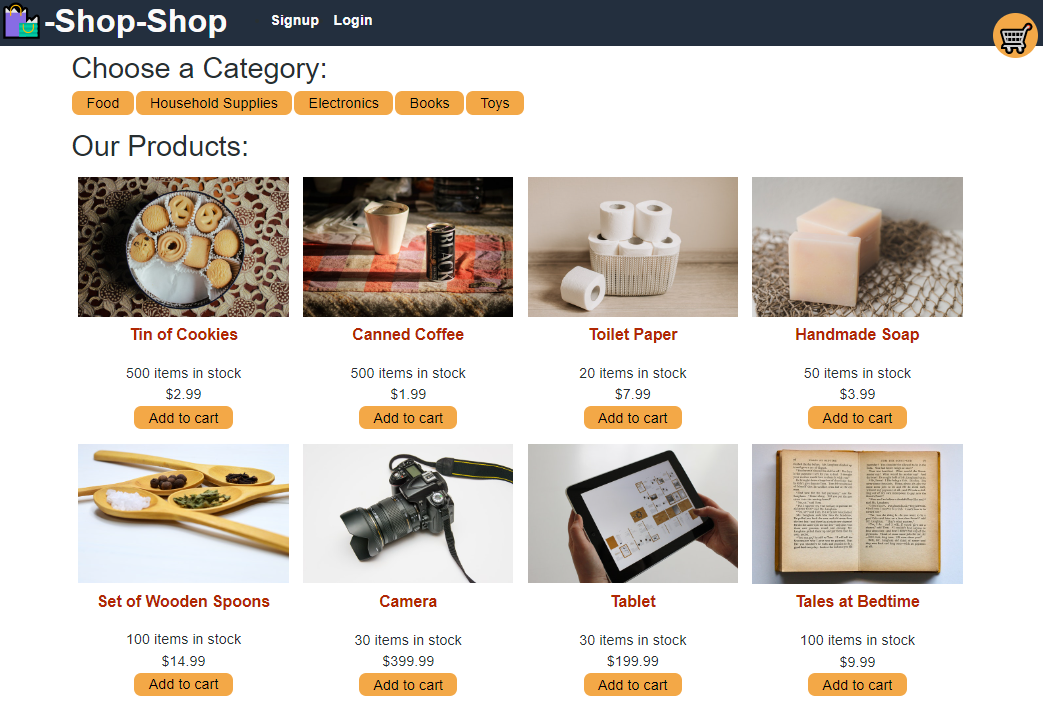 -Shop-Shop
Signup Login
Choose a Category:
Food Household Supplies Electronics Books Toys
Our Products:
BLACK
Tin of Cookies Canned Coffee Toilet Paper Handmade Soap
500 items in stock 500 items in stock 20 items in stock 50 items in stock
$2.99 $1.99 $7.99 $3.99
Add to cart Add to cart Add to cart Add to cart
Set of Wooden Spoons Camera Tablet Tales at Bedtime
100 items in stock 30 items in stock 30 items in stock 100 items in stock
$14.99 $399.99 $199.99 $9.99
Add to cart Add to cart Add to cart Add to cart